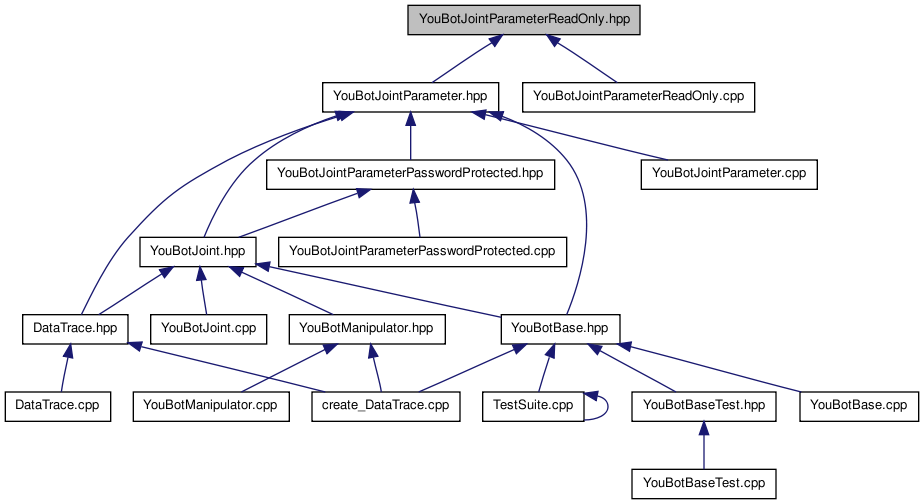 YouBotJointParameterReadOnly.hpp
YouBotJointParameter.hpp
YouBotJointParameterReadOnly.cpp
YouBotJointParameterPasswordProtected.hpp
YouBotJointParameter.cpp
YouBotJoint.hpp
YouBotJointParameterPasswordProtected.cpp
DataTrace.hpp
YouBotJoint.cpp
YouBotManipulator.hpp
YouBotBase.hpp
DataTrace.cpp
YouBotManipulator.cpp
create_DataTrace.cpp
TestSuite.cpp
YouBotBaseTest.hpp
YouBotBase.cpp
YouBotBaseTest.cpp